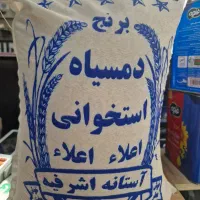 برنج
دمسیاه
استخوانی
اعلاء اعلاء
آستانه اشرفیه